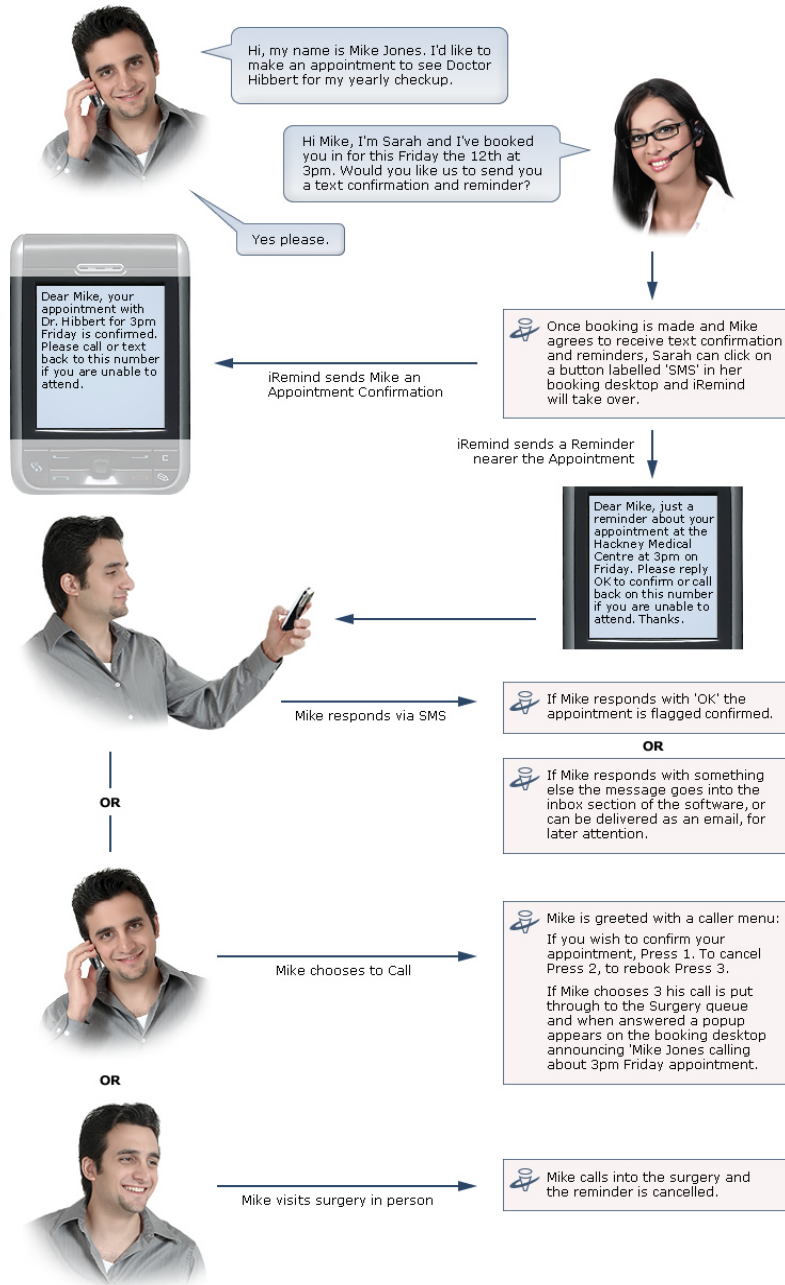 Hi, my name is Mike Jones. I'd like to
make an appointment to see Doctor
Hibbert for my yearly checkup.
Hi Mike, I'm Sarah and I've booked
you in for this Friday the 12th at
3pm. Would you like us to send you
a text confirmation and reminder?
Yes please.
Dear Mike, your
appointment with
Dr. Hibbert for 3pm
Friday is confirmed.
Please call or text
back to this number
if you are unable to
attend.
iRemind sends Mike an
Appointment Confirmation
Once booking is made and Mike
agrees to receive text confirmation
and reminders, Sarah can click on
a button labelled 'SMS' in her
booking desktop and iRemind
will take over.
iRemind sends a Reminder
nearer the Appointment
Dear Mike, just a
reminder about your
appointment at the
Hackney Medical
Centre at 3pm on
Friday. Please reply
OK to confirm or call
back on this number
if you are unable to
attend. Thanks.
Mike responds via SMS
If Mike responds with 'OK' the
appointment is flagged confirmed.
OR
If Mike responds with something
else the message goes into the
inbox section of the software, or
can be delivered as an email, for
later attention.
OR
Mike chooses to Call
Mike is greeted with a caller menu:
If you wish to confirm your
appointment, Press 1. To cancel
Press 2, to rebook Press 3.
If Mike chooses 3 his call is put
through to the Surgery queue
and when answered a popup
appears on the booking desktop
announcing 'Mike Jones calling
about 3pm Friday appointment.
OR
Mike visits surgery in person
Mike calls into the surgery and
the reminder is cancelled.